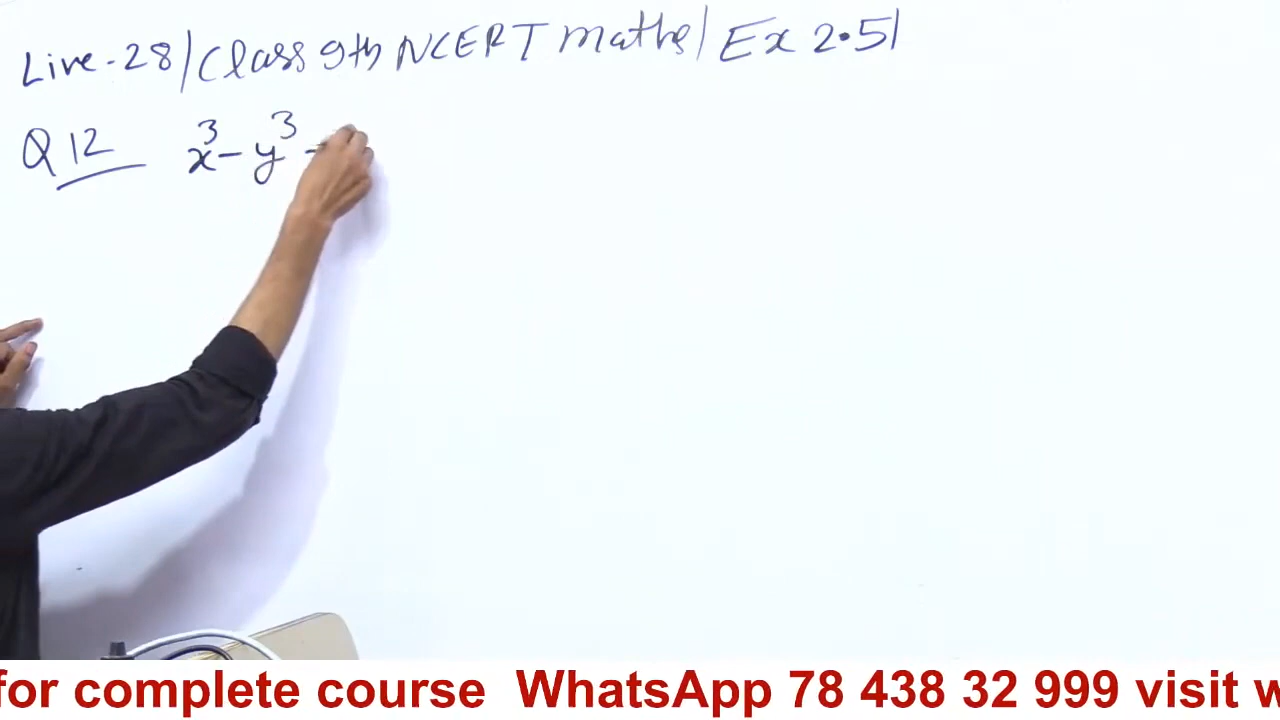 Live-28/Class 9th NCERT maths/Ex 2.5/
Q12 x³-y³-
for complete course WhatsApp 78 438 32 999 visit w